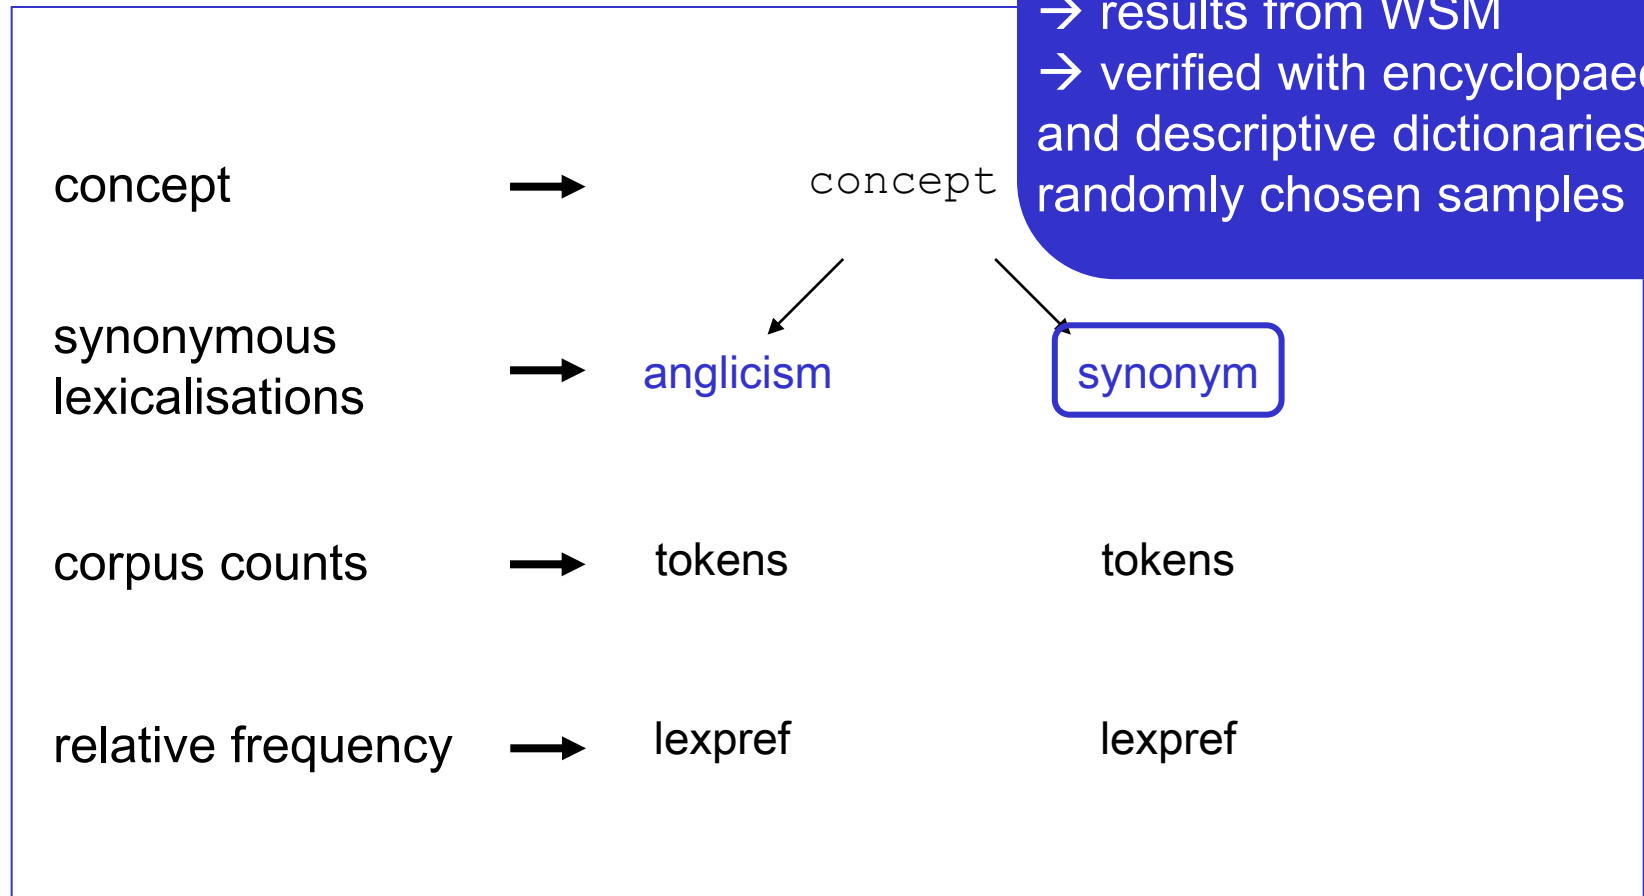 → results from WSM
→ verified with
and descriptive dictionaries
randomly chosen samples
concept → concept
synonymous
lexicalisations → anglicism synonym
corpus counts → tokens tokens
relative frequency → lexpref lexpref